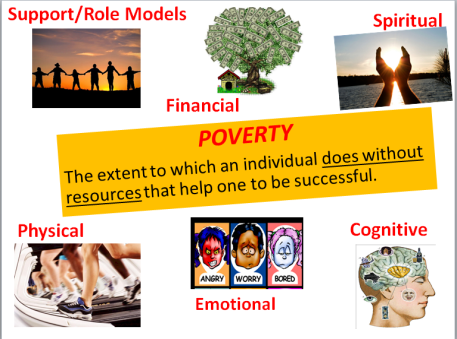 Support/Role Models
Spiritual
Financial
POVERTY
The extent to which an individual does without
resources that help one to be successful.
Physical
Cognitive
ANGRY WORRY BORED
Emotional